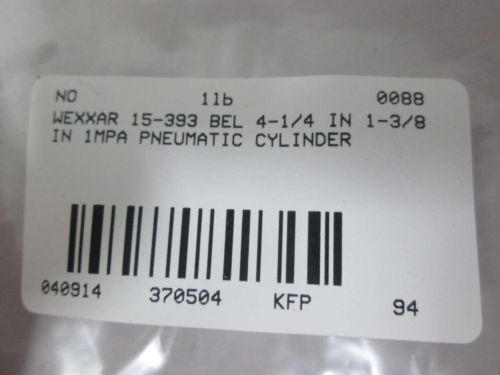 NO 1lb 0088
WEXXAR 15-393 BEL 4-1/4 IN 1-3/8
IN 1MPA PNEUMATIC CYLINDER
040914 370504 KFP 94